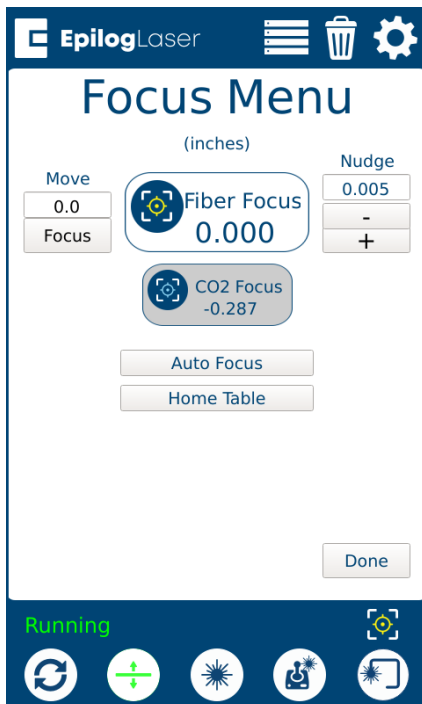 EpilogLaser
Focus Menu
(inches)
Move
0.0
Focus
Fiber Focus
0.000
Nudge
0.005
-
+
CO2 Focus
-0.287
Auto Focus
Home Table
Done
Running